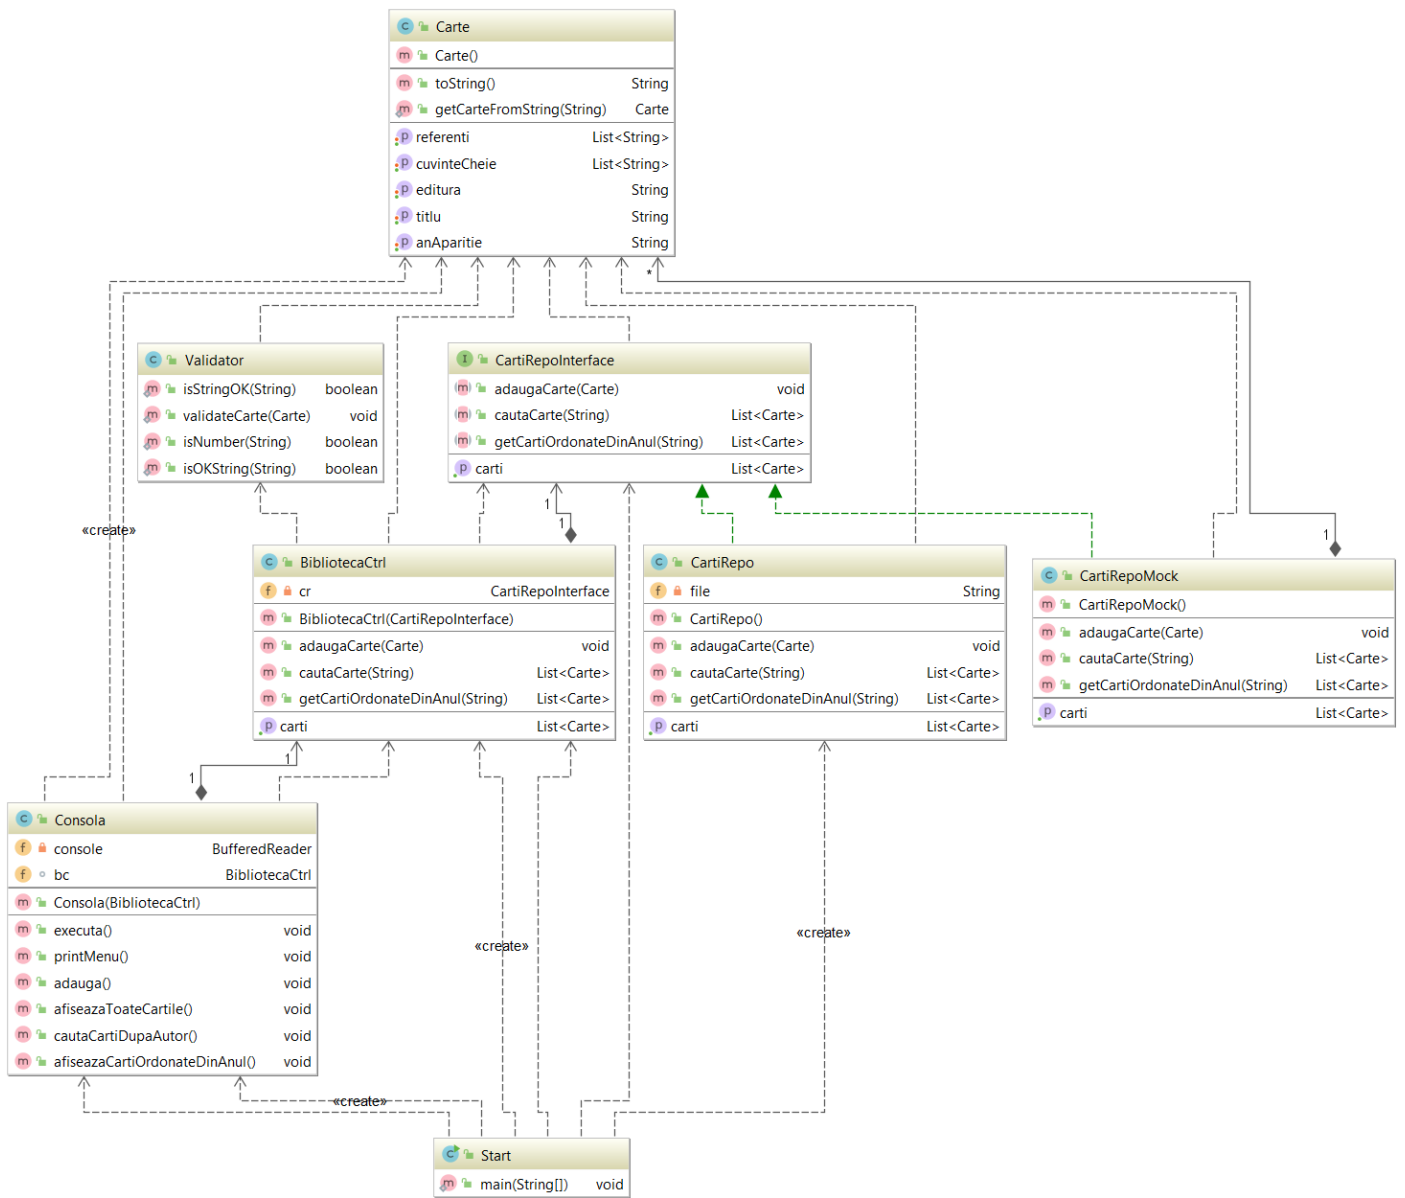 Carte
Carte()
toString() String
getCarteFromString(String) Carte
referenti List<String>
cuvinteCheie List<String>
editura String
titlu String
anAparitie String
*
Validator
isStringOK(String) boolean
validateCarte(Carte) void
isNumber(String) boolean
isOKString(String) boolean
CartiRepoInterface
adaugaCarte(Carte) void
cautaCarte(String) List<Carte>
getCartiOrdonateDinAnul(String) List<Carte>
carti List<Carte>
«create»
1
1
1
BibliotecaCtrl
cr CartiRepoInterface
BibliotecaCtrl(CartiRepoInterface)
adaugaCarte(Carte) void
cautaCarte(String) List<Carte>
getCartiOrdonateDinAnul(String) List<Carte>
carti List<Carte>
CartiRepo
file String
CartiRepo()
adaugaCarte(Carte) void
cautaCarte(String) List<Carte>
getCartiOrdonateDinAnul(String) List<Carte>
carti List<Carte>
CartiRepoMock
CartiRepoMock()
adaugaCarte(Carte) void
cautaCarte(String) List<Carte>
getCartiOrdonateDinAnul(String) List<Carte>
carti List<Carte>
1
1
Consola
console BufferedReader
bc BibliotecaCtrl
Consola(BibliotecaCtrl)
executa() void
printMenu() void
adauga() void
afiseazaToateCartile() void
cautaCartiDupaAutor() void
afiseazaCartiOrdonateDinAnul() void
«create»
«create»
«create»
Start
main(String[]) void